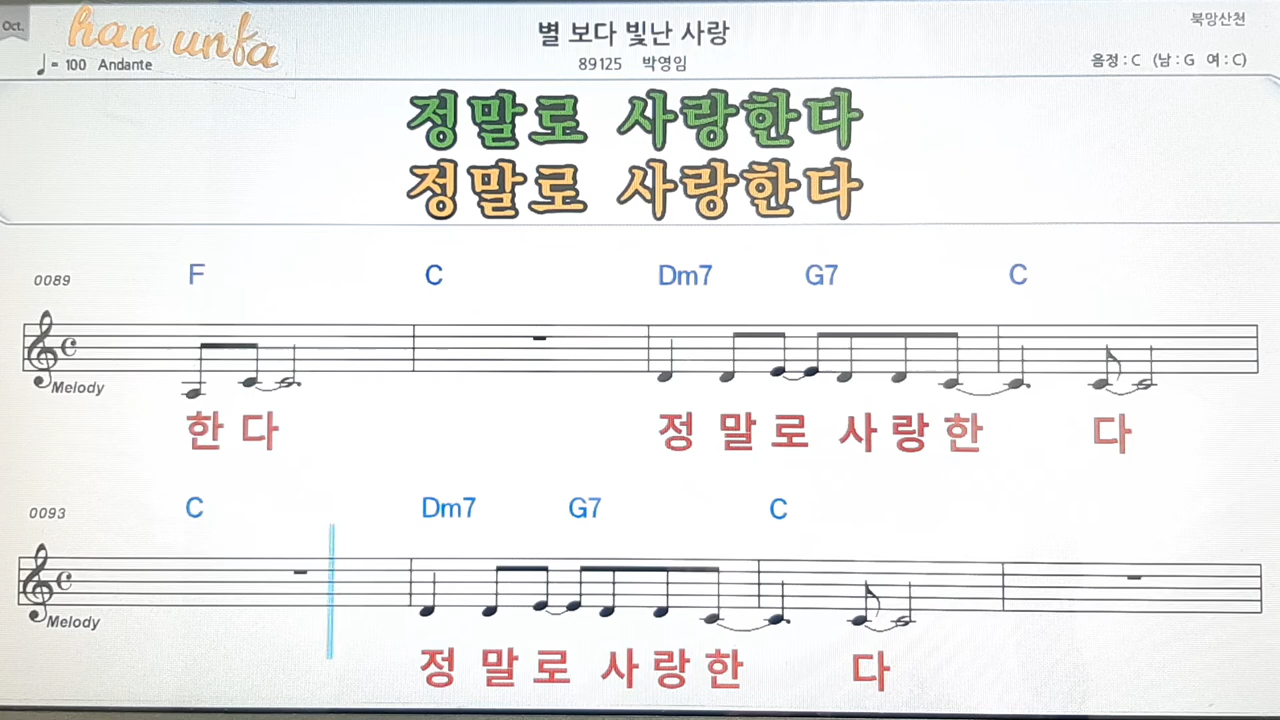 Oct.
han unfa
별 보다 빛난 사랑
북망산천
♩= 100 Andante
89125 박영임
음정 : C (남 : G 여 : C)
정말로 사랑한다
정말로 사랑한다
0089
F C Dm7 G7 C
Melody
한 다 정 말 로 사 랑 한 다
0093
C Dm7 G7 C
Melody
정 말 로 사 랑 한 다